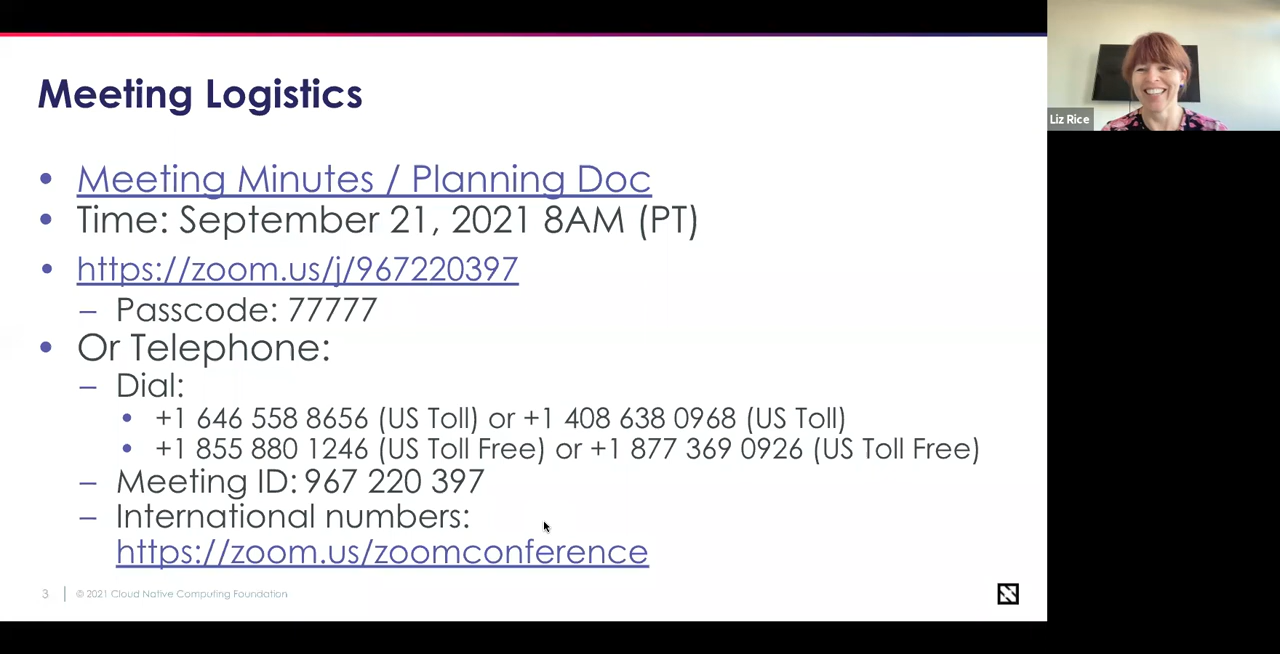 Meeting Logistics
Liz Rice
• Meeting Minutes / Planning Doc
• Time: September 21, 2021 8AM (PT)
• https://zoom.us/j/967220397
– Passcode: 77777
• Or Telephone:
– Dial:
• +1 646 558 8656 (US Toll) or +1 408 638 0968 (US Toll)
• +1 855 880 1246 (US Toll Free) or +1 877 369 0926 (US Toll Free)
– Meeting ID: 967 220 397
– International numbers:
https://zoom.us/zoomconference
3 © 2021 Cloud Native Computing Foundation